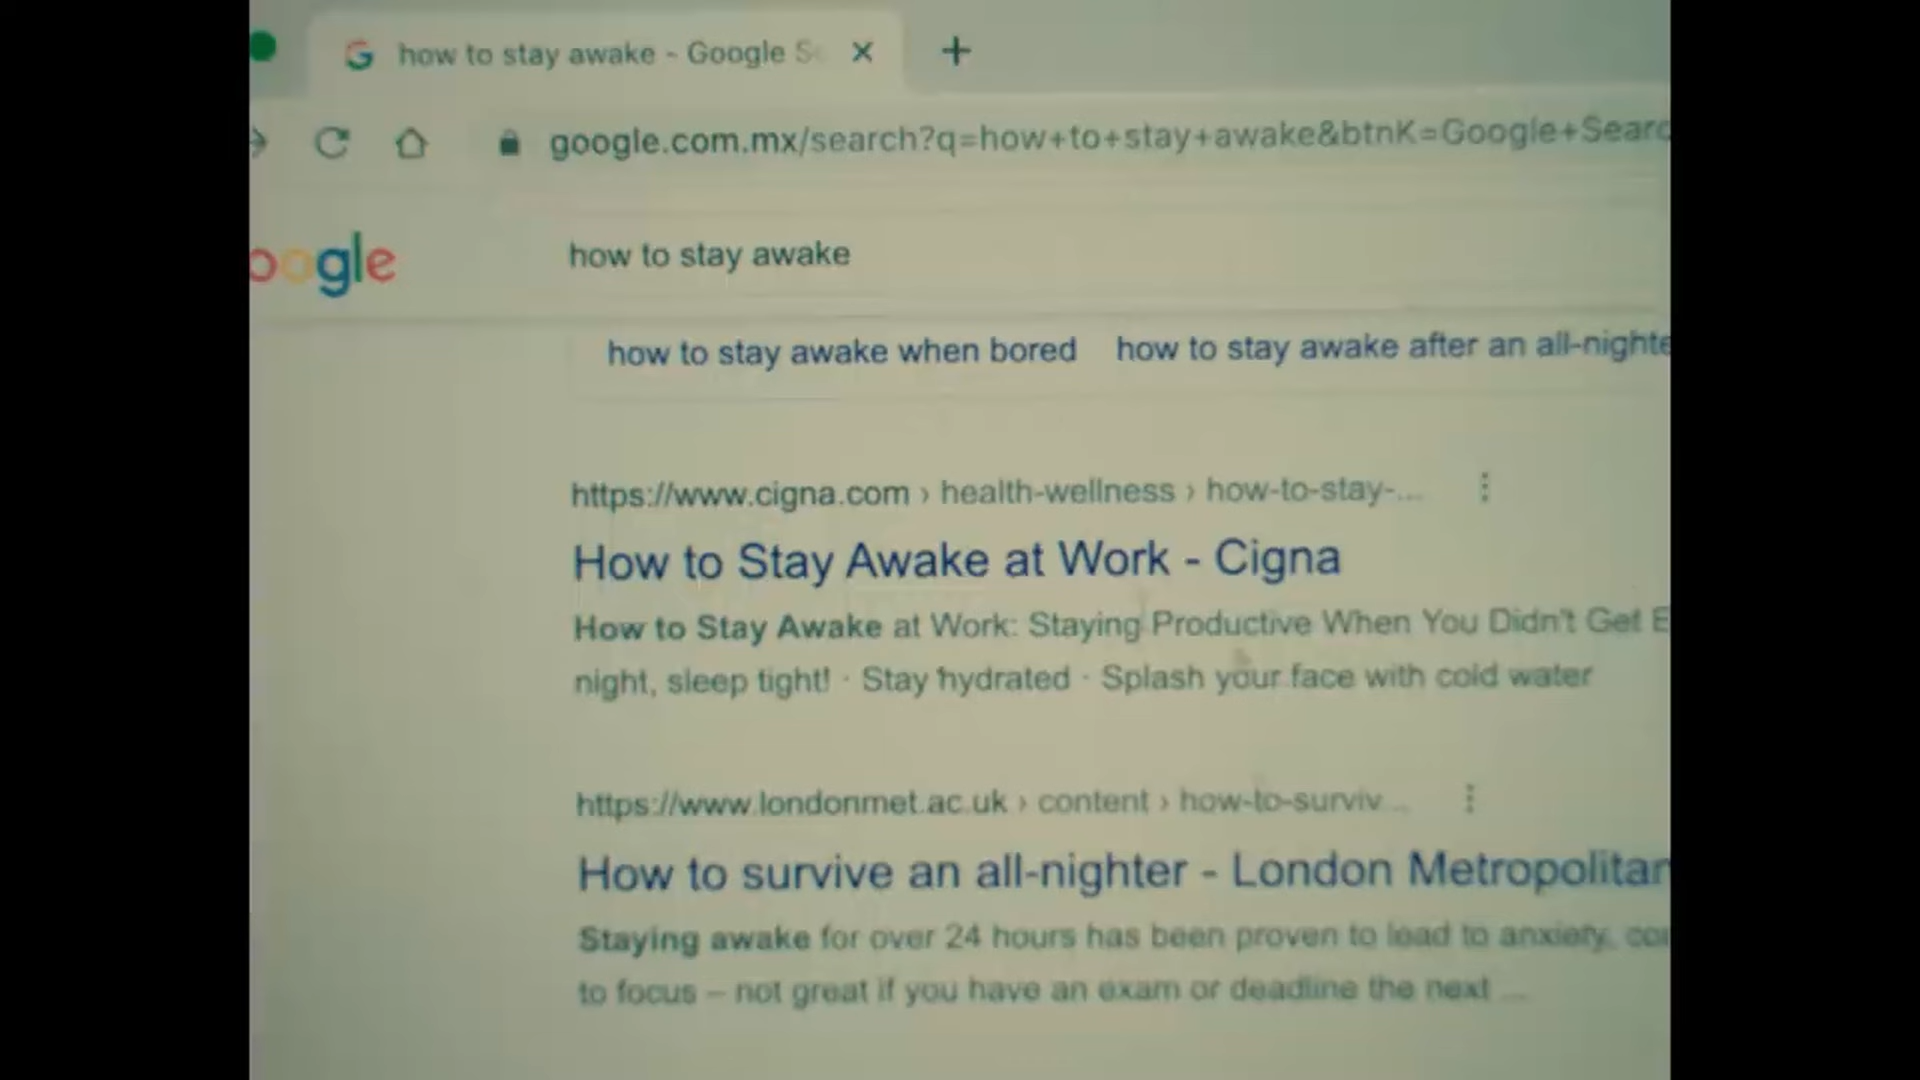 how to stay awake - Google S
google.com.mx/search?q=how+to+stay+awake&btnK=Google+Searc
oogle
how to stay awake
how to stay awake when bored how to stay awake after an all-nighte
https://www.cigna.com › health-wellness › how-to-stay-...
How to Stay Awake at Work - Cigna
How to Stay Awake at Work: Staying Productive When You Didn't Get E
night, sleep tight! · Stay hydrated · Splash your face with cold water
https://www.londonmet.ac.uk › content › how-to-surviv...
How to survive an all-nighter - London Metropolitan
Staying awake for over 24 hours has been proven to lead to anxiety, co
to focus – not great if you have an exam or deadline the next ...